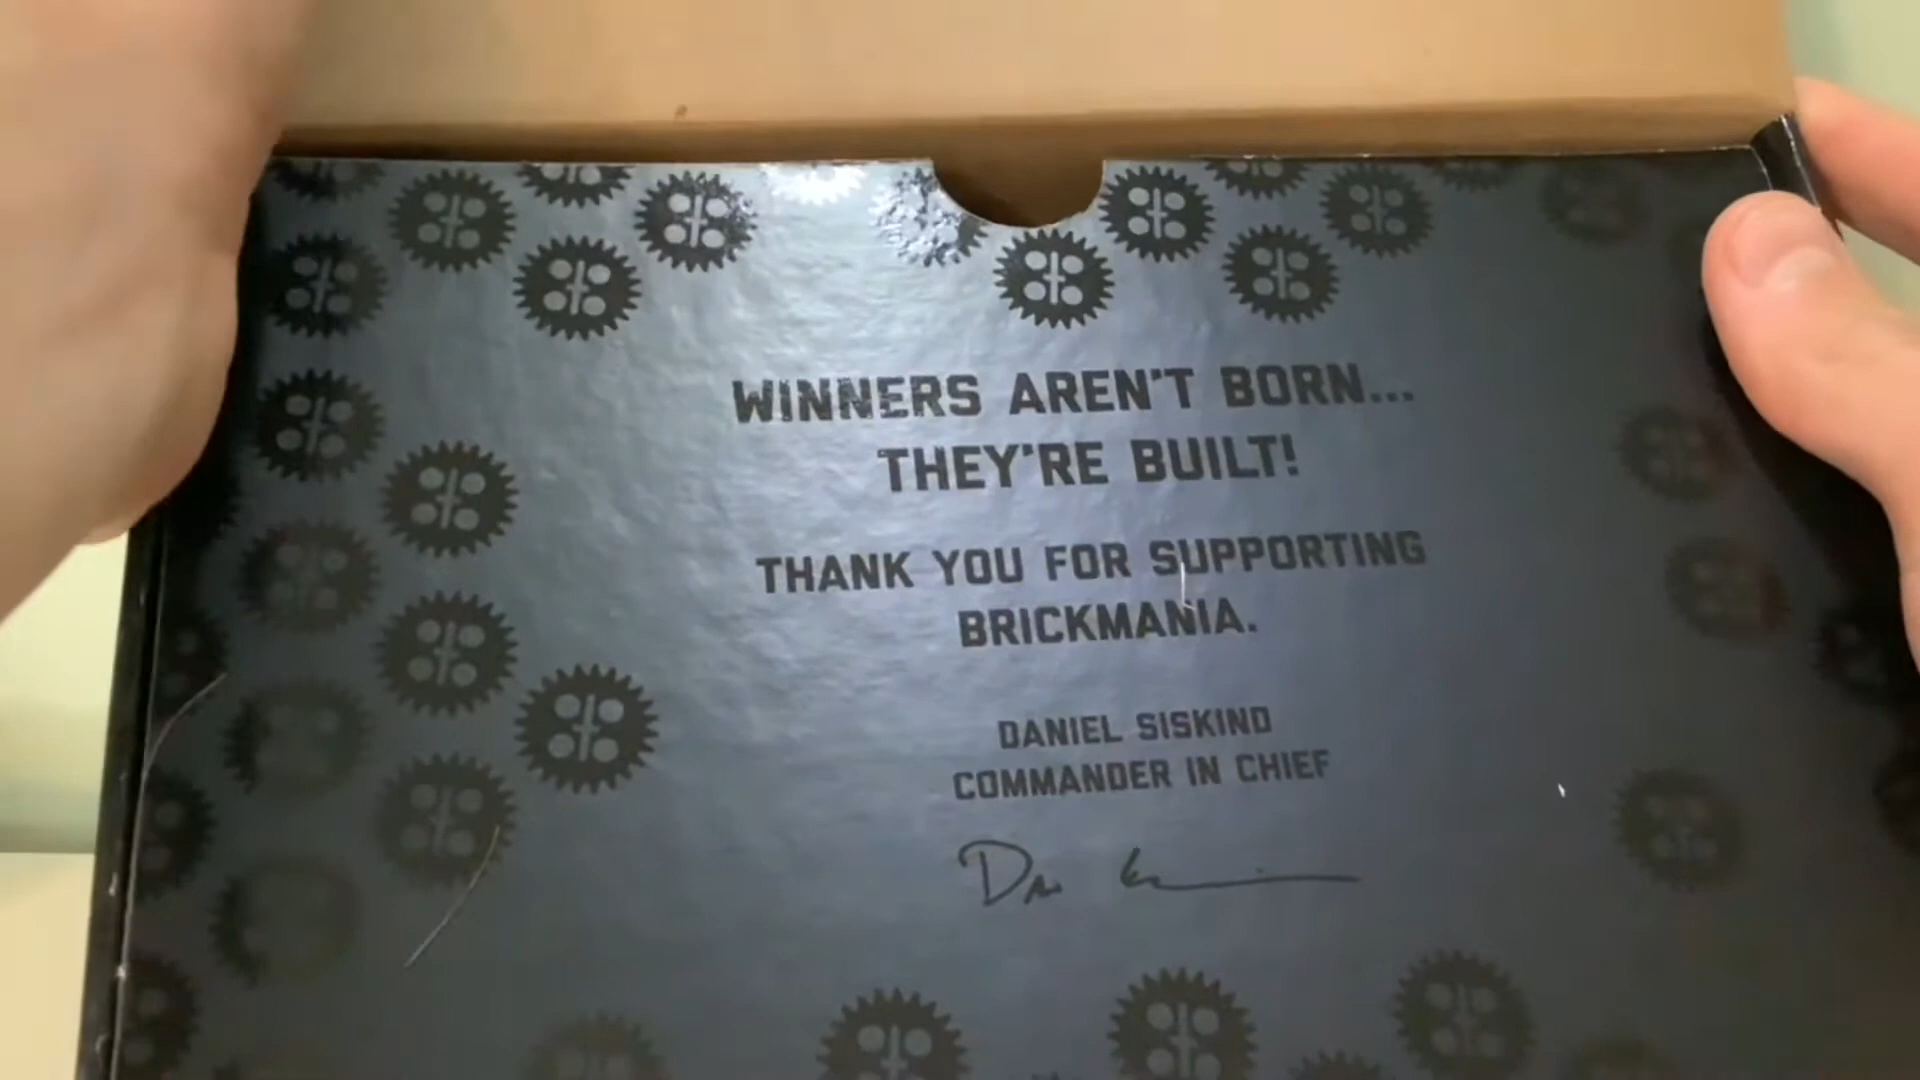 WINNERS AREN'T BORN...
THEY'RE BUILT!
THANK YOU FOR SUPPORTING
BRICKMANIA.
DANIEL SISKIND
COMMANDER IN CHIEF